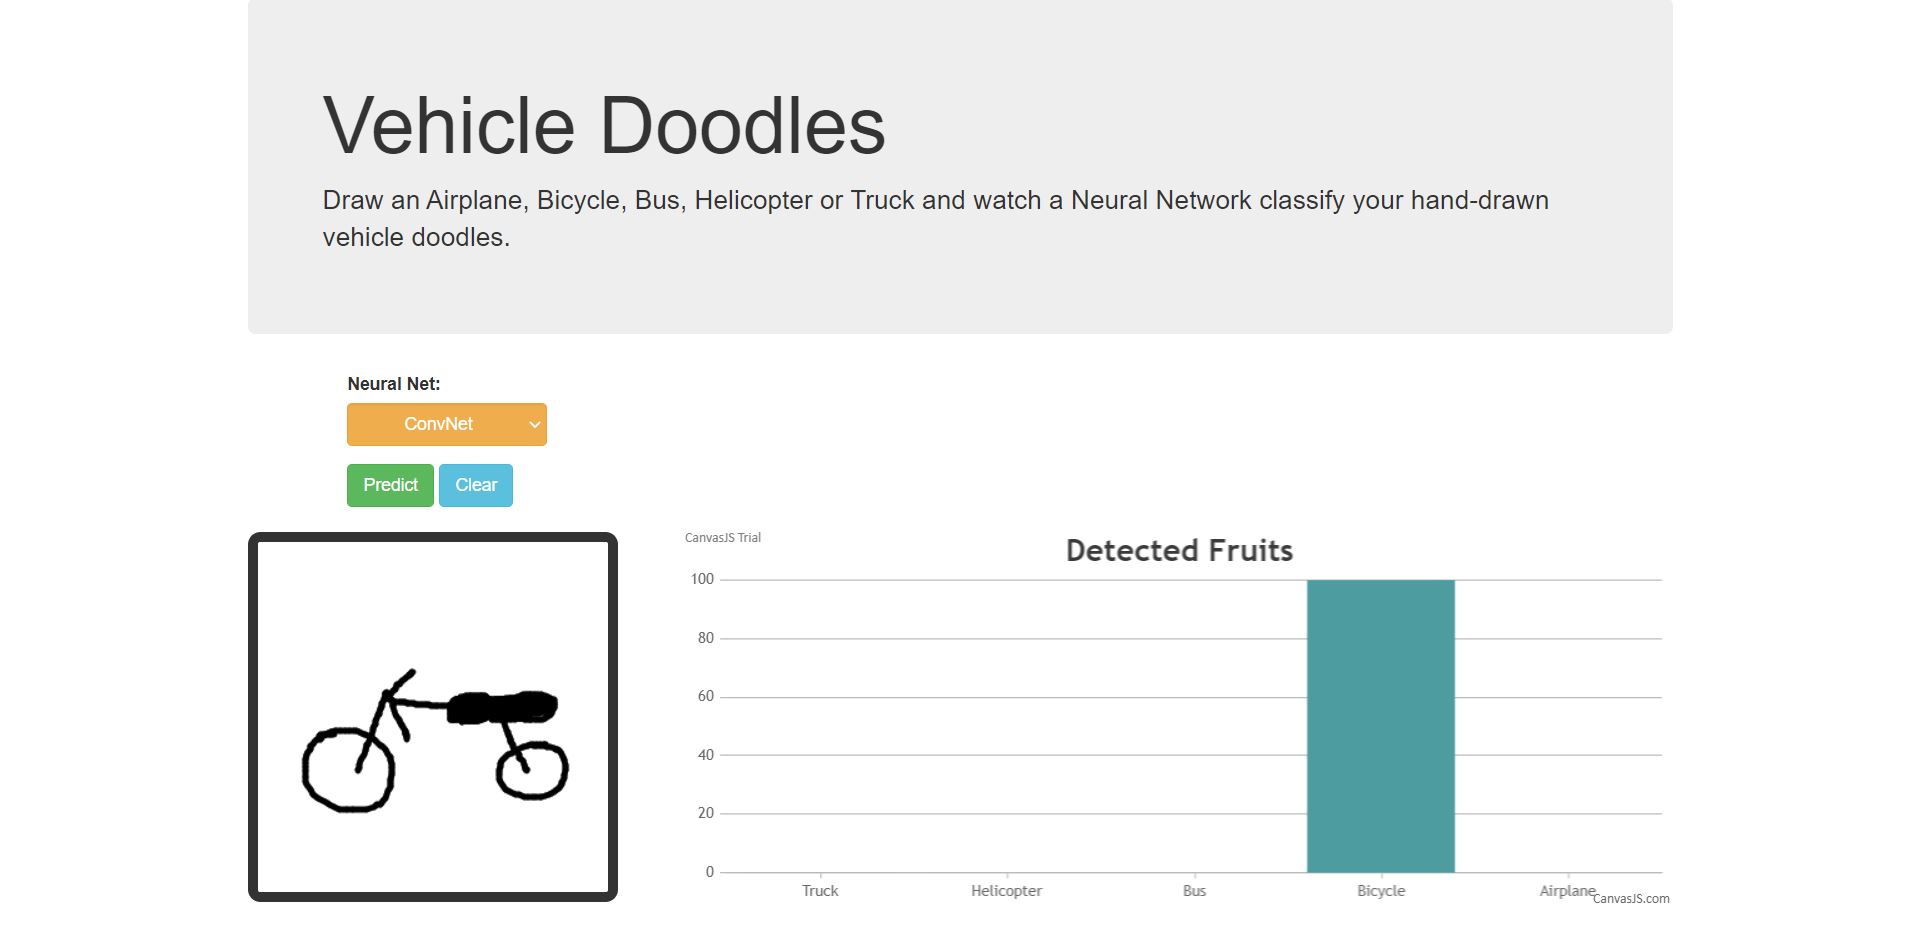 Vehicle Doodles
Draw an Airplane, Bicycle, Bus, Helicopter or Truck and watch a Neural Network classify your hand-drawn
vehicle doodles.
Neural Net:
ConvNet
Predict Clear
CanvasJS Trial
Detected Fruits
100
80
60
40
20
0
Truck Helicopter Bus Bicycle Airplane
CanvasJS.com